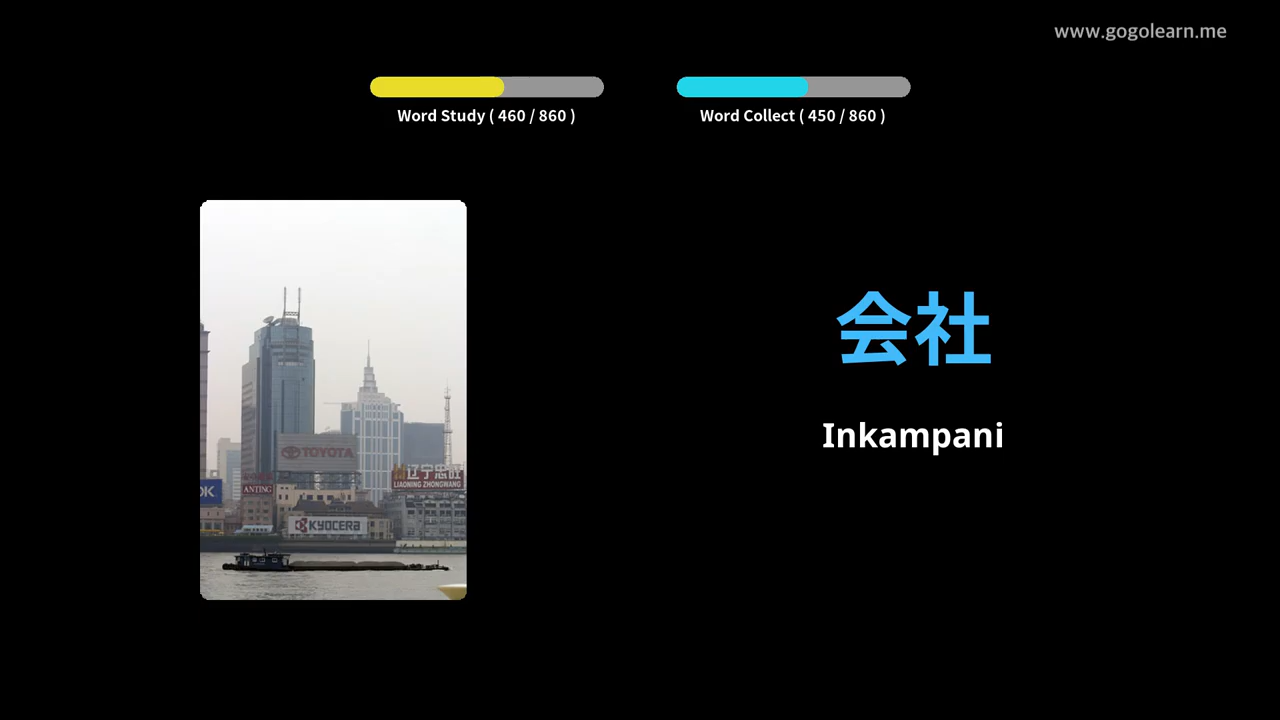 www.gogolearn.me
Word Study ( 460 / 860 )
Word Collect ( 450 / 860 )
会社
Inkampani
TOYOTA
辽宁忠旺
LIAONING ZHONGWANG
OK
ANTING
KYOCERA